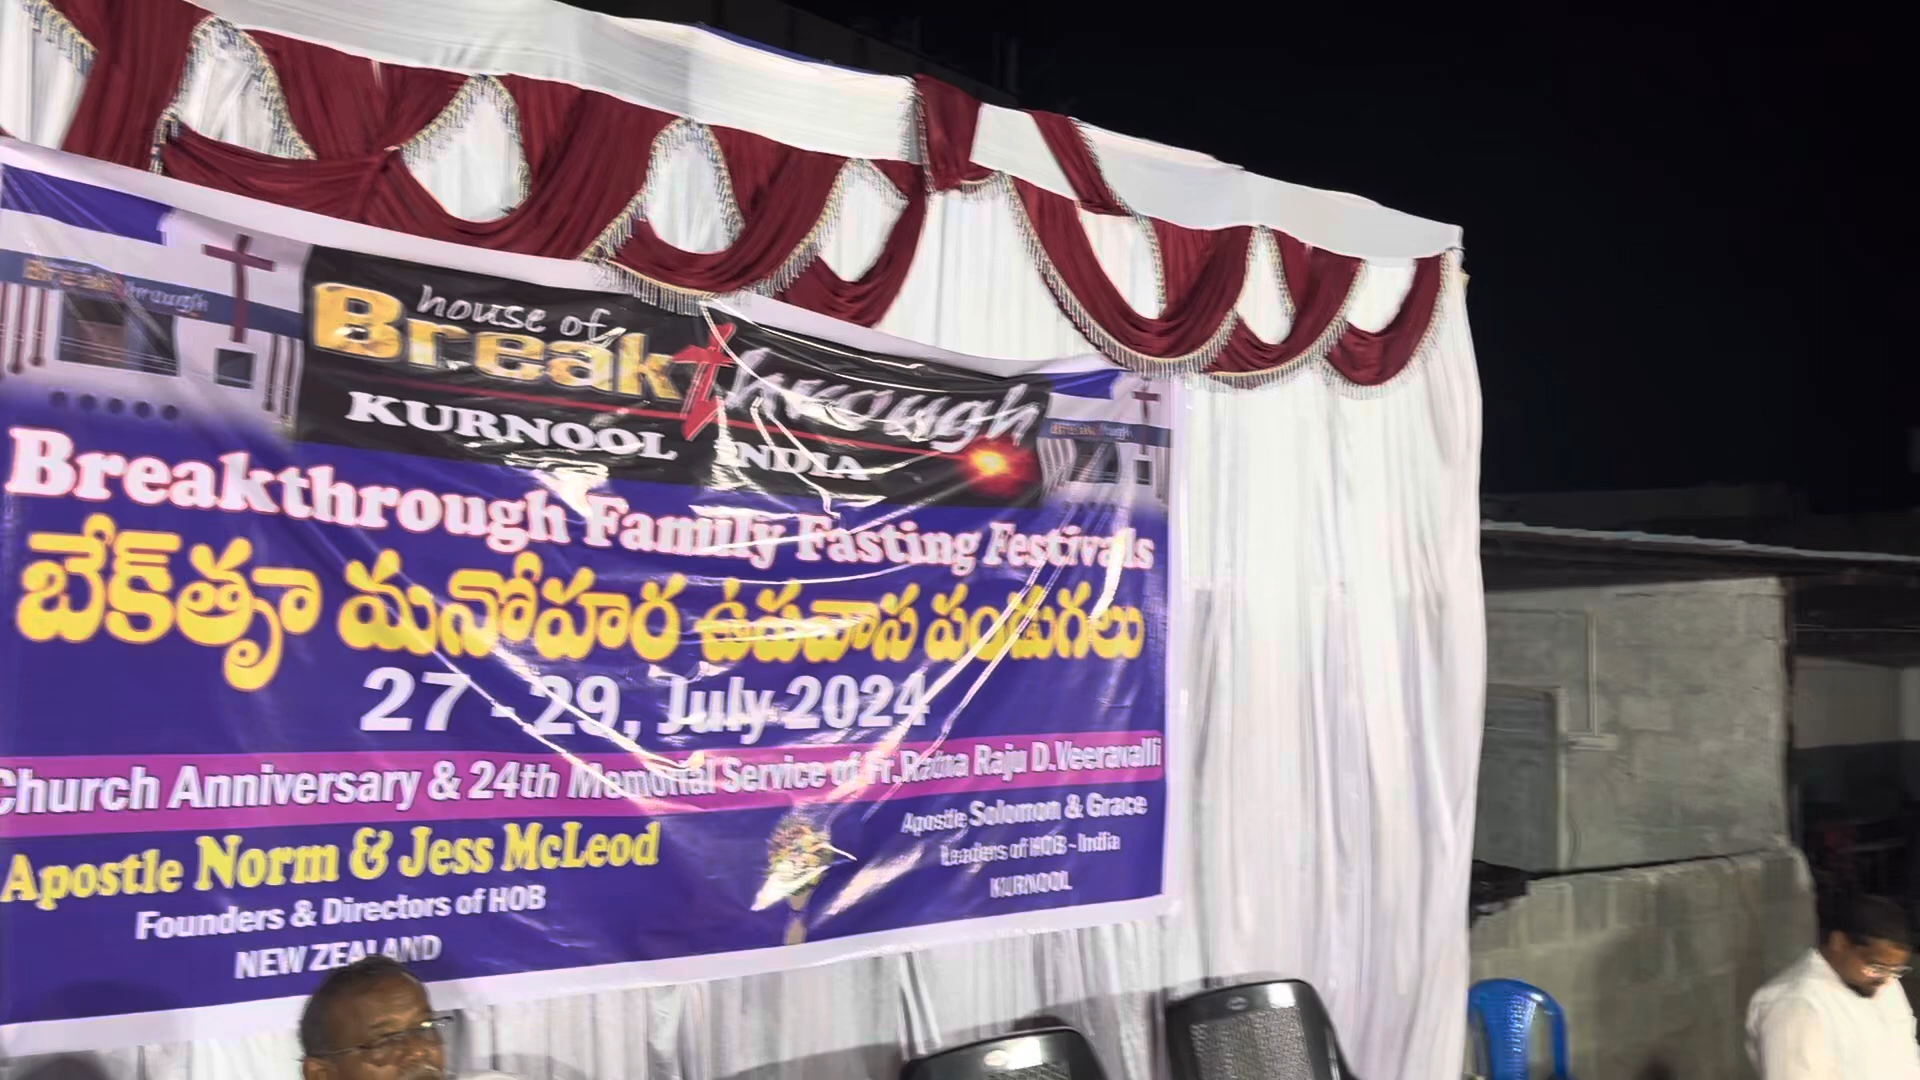 house of
Breakthrough
KURNOOL INDIA
Breakthrough
Breakthrough Family Fasting Festivals
బ్రేక్‌త్రూ మనోహర ఉపవాస పండుగలు
27 - 29, July 2024
Church Anniversary & 24th Memorial Service of Fr.Ratna Raju D.Veeravalli
Apostle Norm & Jess McLeod
Founders & Directors of HOB
NEW ZEALAND
Apostle Solomon & Grace
Leaders of HOB - India
KURNOOL